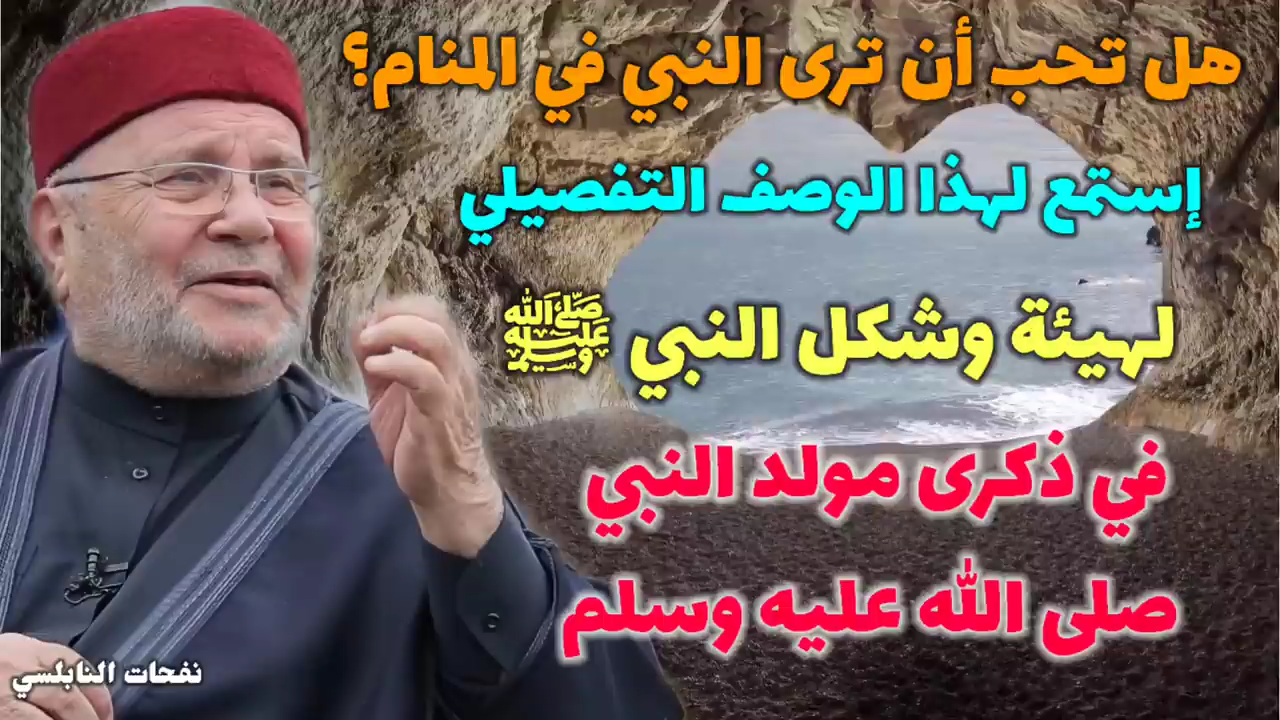 هل تحب أن ترى النبي في المنام؟
إستمع لهذا الوصف التفصيلي
لهيئة وشكل النبي ﷺ
في ذكرى مولد النبي
صلى الله عليه وسلم
نفحات النابلسي